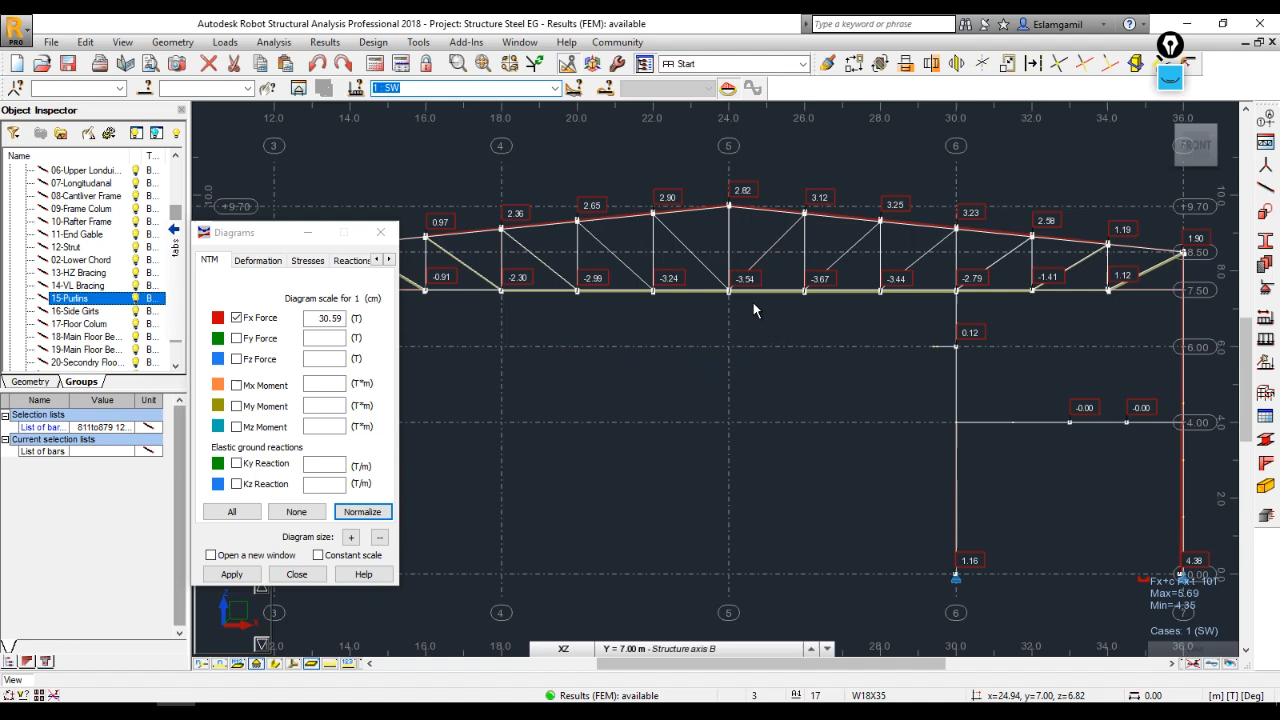 Autodesk Robot Structural Analysis Professional 2018 - Project: Structure Steel EG - Results (FEM): available
Type a keyword or phrase
Eslamgamil
PRO
File Edit View Geometry Loads Analysis Results Design Tools Add-Ins Window Help Community
Start
1 : SW
Object Inspector
Name T...
06-Upper Londui... B...
07-Longitudanal B...
08-Cantliver Frame B...
09-Frame Colum B...
10-Rafter Frame B...
11-End Gable B...
12-Strut B...
02-Lower Chord B...
13-HZ Bracing B...
14-VL Bracing B...
15-Purlins B...
16-Side Girts B...
17-Floor Colum B...
18-Main Floor Be... B...
19-Main Floor Be... B...
20-Secondry Floo... B...
Geometry Groups
Name Value Unit
Selection lists
List of bar... 811to879 12...
Current selection lists
List of bars
tabs
Diagrams
NTM Deformation Stresses Reactions
Diagram scale for 1 (cm)
Fx Force 30.59 (T)
Fy Force (T)
Fz Force (T)
Mx Moment (T*m)
My Moment (T*m)
Mz Moment (T*m)
Elastic ground reactions
Ky Reaction (T/m)
Kz Reaction (T/m)
All None Normalize
Diagram size: + --
Open a new window Constant scale
Apply Close Help
12.0 14.0 16.0 18.0 20.0 22.0 24.0 26.0 28.0 30.0 32.0 34.0 36.0
3 4 5 6
FRONT
10.0 +9.70 9.70
0.97 2.36 2.65 2.90 2.82 3.12 3.25 3.23 2.58 1.19 1.90
8.50
-0.91 -2.30 -2.99 -3.24 -3.54 -3.67 -3.44 -2.79 -1.41 1.12
7.50
0.12
6.00
-0.00 -0.00
4.00
1.16 4.38
Max=5.69
Cases: 1 (SW)
3 4 5 6
XZ Y = 7.00 m - Structure axis B
View
Results (FEM): available 3 17 W18X35 x=24.94, y=7.00, z=6.82 0.00 [m] [T] [Deg]